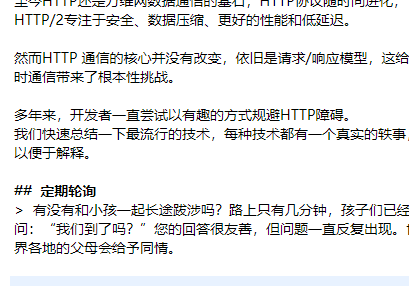 至今HTTP还是万维网数据通信的基石，HTTP协议随时间进化，
HTTP/2专注于安全、数据压缩、更好的性能和低延迟。
然而HTTP 通信的核心并没有改变，依旧是请求/响应模型，这给
时通信带来了根本性挑战。
多年来，开发者一直尝试以有趣的方式规避HTTP障碍。
我们快速总结一下最流行的技术，每种技术都有一个真实的轶事，
以便于解释。
## 定期轮询
> 有没有和小孩一起长途跋涉吗？路上只有几分钟，孩子们已经
问：“我们到了吗？”您的回答很友善，但问题一直反复出现。
界各地的父母会给予同情。